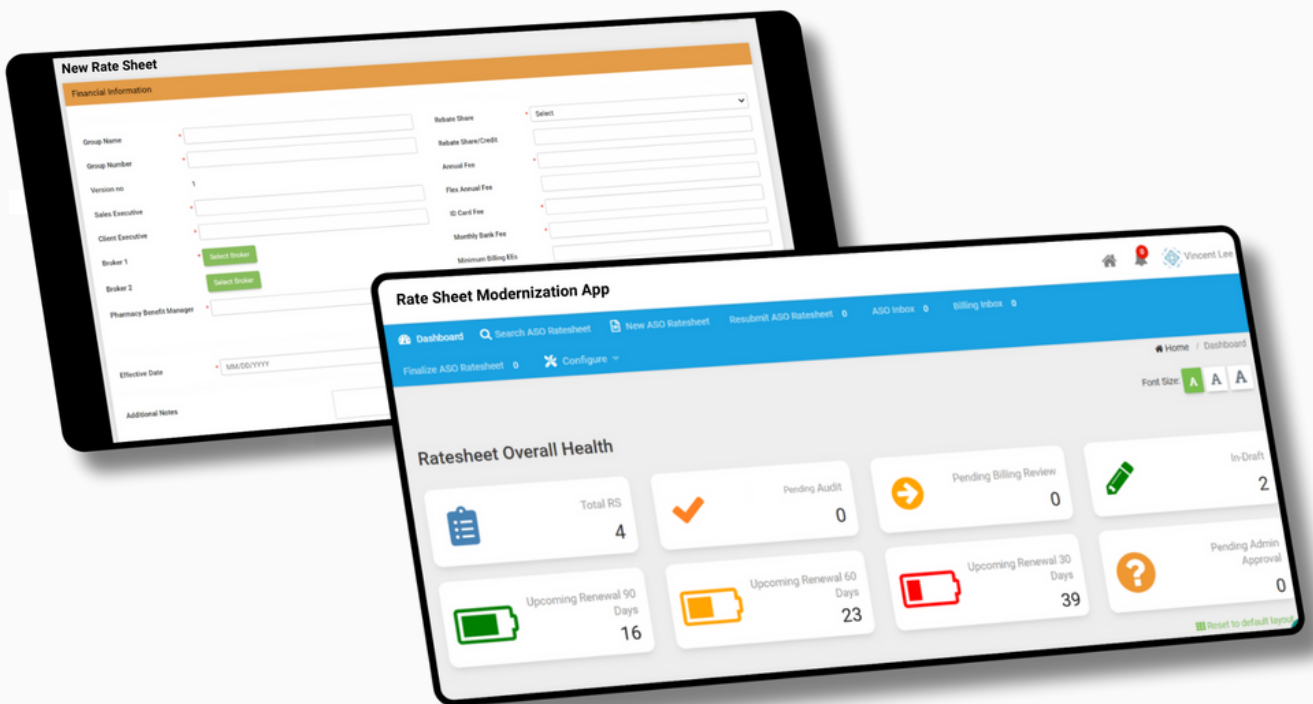 New Rate Sheet
Financial Information
Group Name *
Group Number *
Version no 1
Sales Executive *
Client Executive *
Broker 1 * Select Broker
Broker 2 Select Broker
Pharmacy Benefit Manager *
Effective Date * MM/DD/YYYY
Additional Notes
Rebate Share * Select
Rebate Share/Credit
Annual Fee *
Flex Annual Fee
ID Card Fee *
Monthly Bank Fee *
Minimum Billing EEs
Rate Sheet Modernization App
0
Vincent Lee
Dashboard Search ASO Ratesheet New ASO Ratesheet Resubmit ASO Ratesheet 0 ASO Inbox 0 Billing Inbox 0
Finalize ASO Ratesheet 0 Configure
Home / Dashboard
Font Size: A A A
Ratesheet Overall Health
Total RS
4
Pending Audit
0
Pending Billing Review
0
In-Draft
2
Upcoming Renewal 90
Days
16
Upcoming Renewal 60
Days
23
Upcoming Renewal 30
Days
39
Pending Admin
Approval
0
Reset to default layout